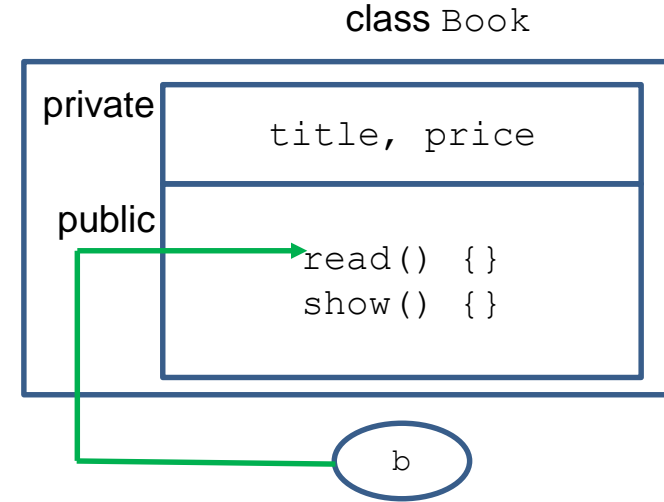 class Book
private
title, price
public
read() {}
show() {}
b